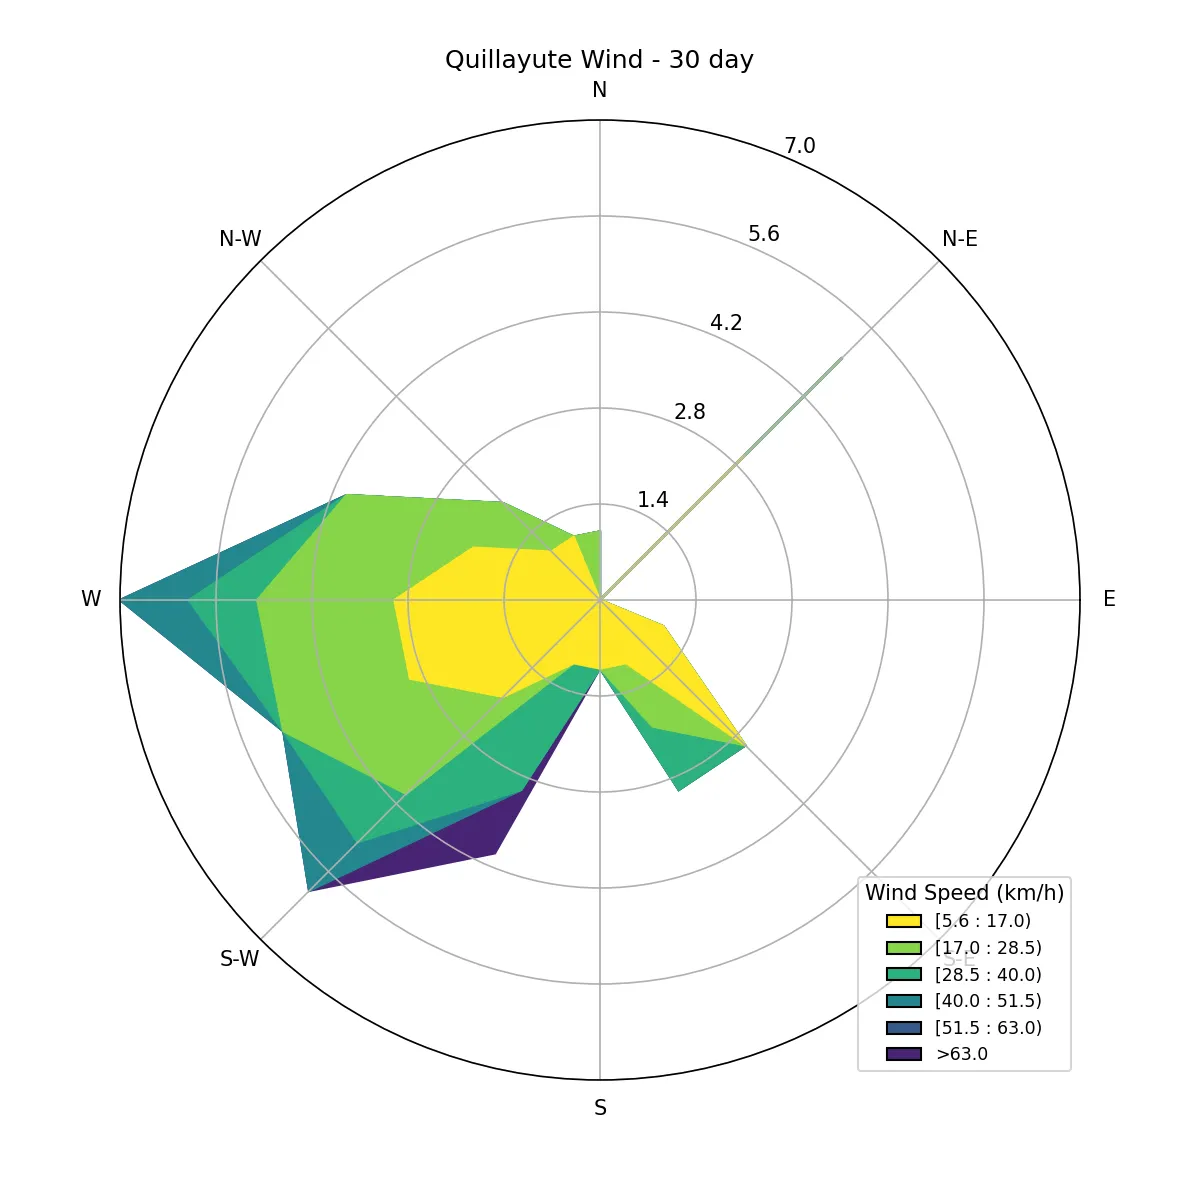 Quillayute Wind - 30 day
N
7.0
5.6
N-W
N-E
4.2
2.8
1.4
W
E
Wind Speed (km/h)
[5.6 : 17.0)
[17.0 : 28.5)
S-W
S-E
[28.5 : 40.0)
[40.0 : 51.5)
[51.5 : 63.0)
>63.0
S